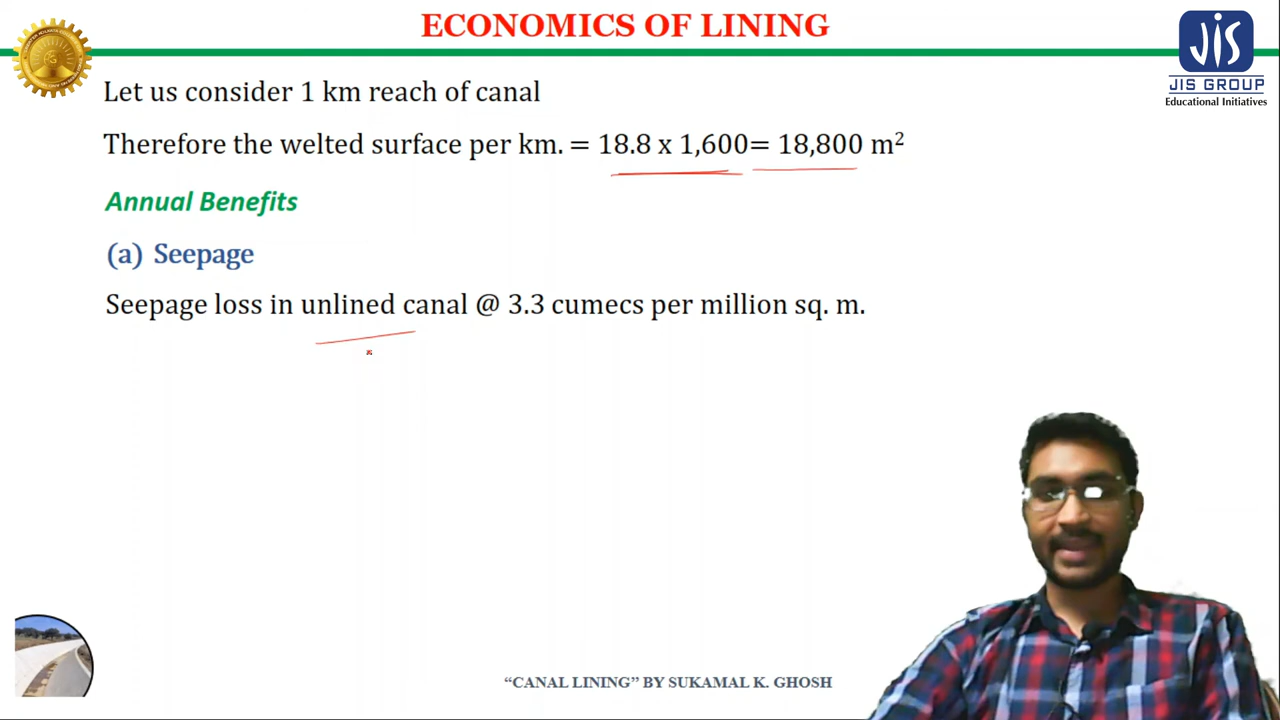 ECONOMICS OF LINING
JIS
JIS GROUP
Educational Initiatives
Let us consider 1 km reach of canal
Therefore the welted surface per km. = 18.8 x 1,600= 18,800 m²
Annual Benefits
(a) Seepage
Seepage loss in unlined canal @ 3.3 cumecs per million sq. m.
“CANAL LINING” BY SUKAMAL K. GHOSH